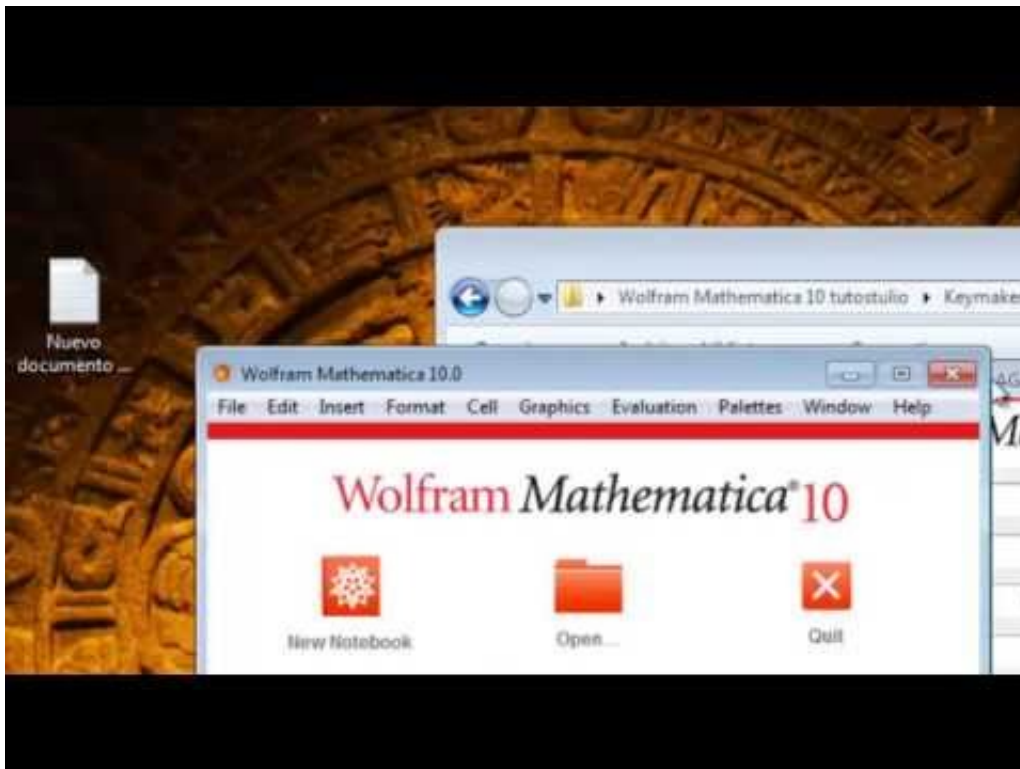 Wolfram Mathematica 10 tutostulio Keymaker
Nuevo
documento ...
Wolfram Mathematica 10.0
File Edit Insert Format Cell Graphics Evaluation Palettes Window Help
Wolfram Mathematica® 10
New Notebook Open... Quit